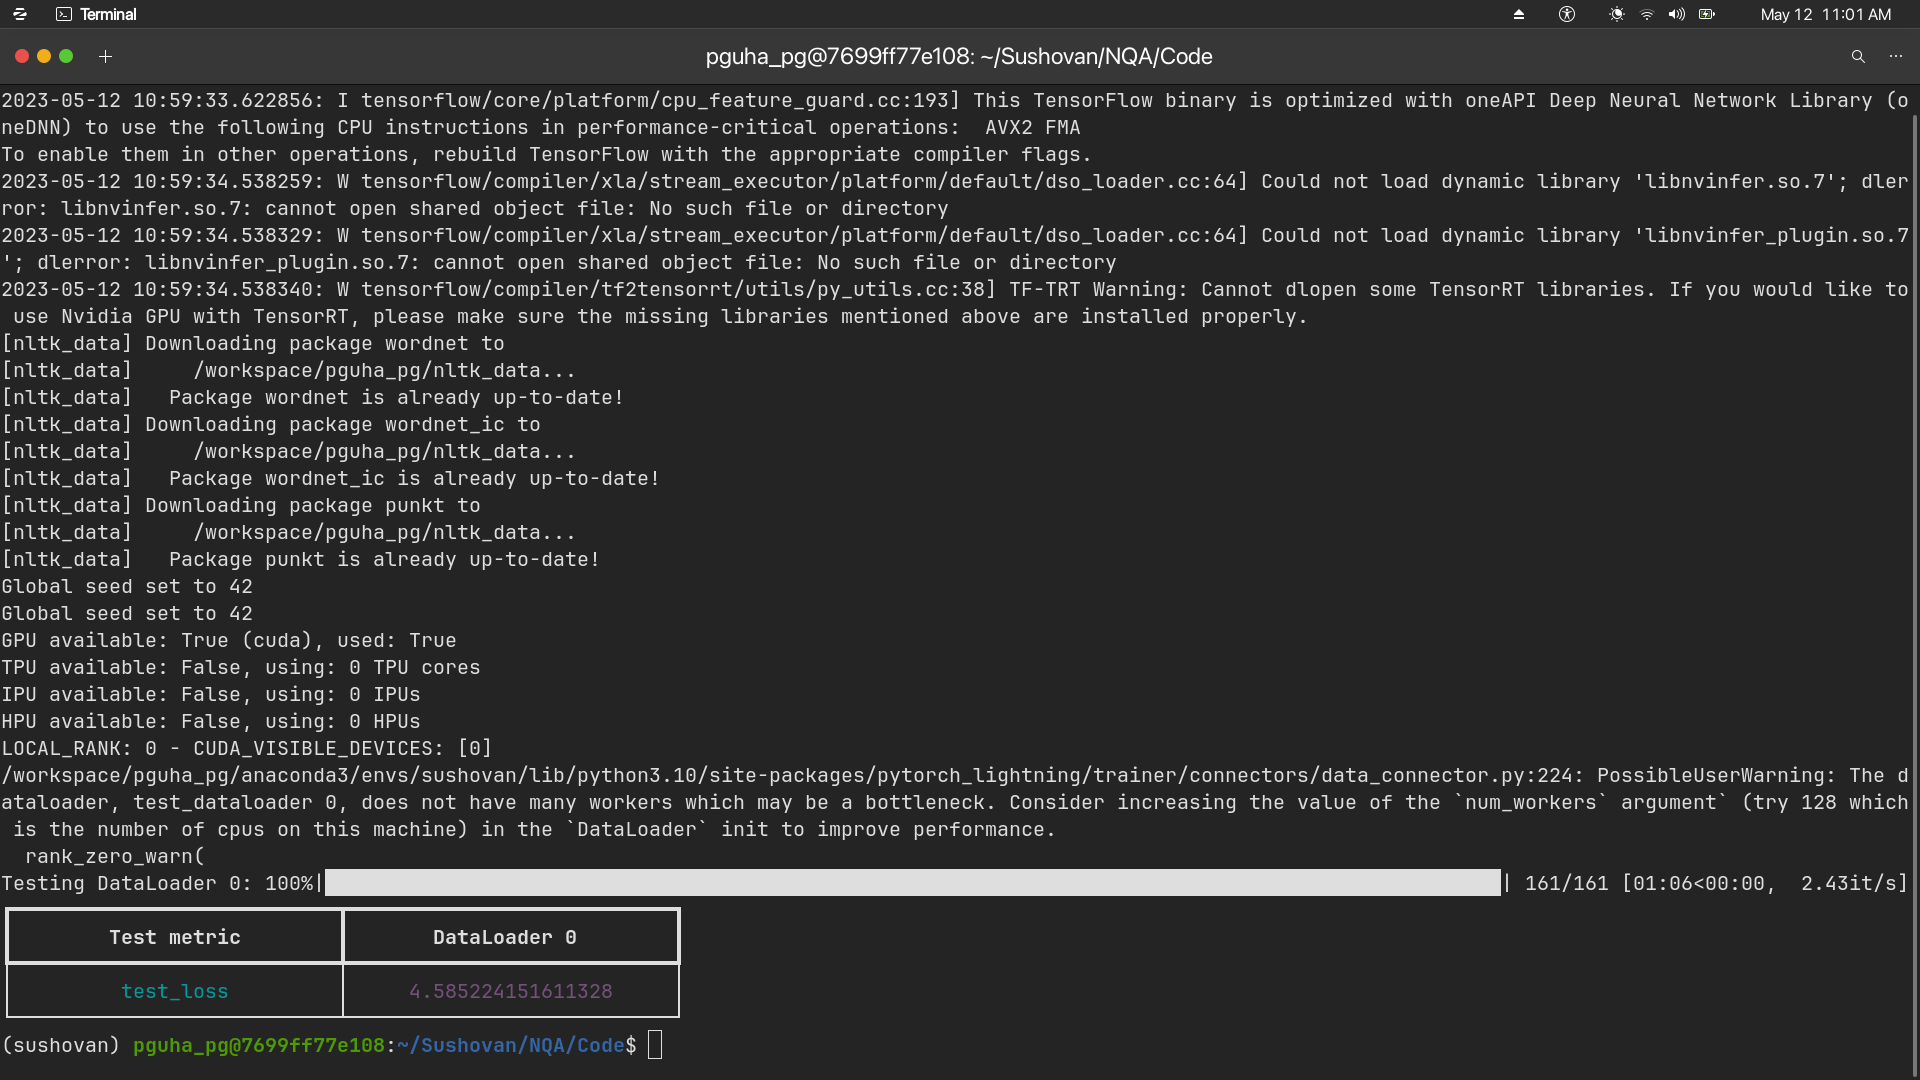 Terminal
May 12 11:01 AM
pguha_pg@7699ff77e108: ~/Sushovan/NQA/Code
2023-05-12 10:59:33.622856: I tensorflow/core/platform/cpu_feature_guard.cc:193] This TensorFlow binary is optimized with oneAPI Deep Neural Network Library (o
neDNN) to use the following CPU instructions in performance-critical operations:  AVX2 FMA
To enable them in other operations, rebuild TensorFlow with the appropriate compiler flags.
2023-05-12 10:59:34.538259: W tensorflow/compiler/xla/stream_executor/platform/default/dso_loader.cc:64] Could not load dynamic library 'libnvinfer.so.7'; dler
ror: libnvinfer.so.7: cannot open shared object file: No such file or directory
2023-05-12 10:59:34.538329: W tensorflow/compiler/xla/stream_executor/platform/default/dso_loader.cc:64] Could not load dynamic library 'libnvinfer_plugin.so.7
'; dlerror: libnvinfer_plugin.so.7: cannot open shared object file: No such file or directory
2023-05-12 10:59:34.538340: W tensorflow/compiler/tf2tensorrt/utils/py_utils.cc:38] TF-TRT Warning: Cannot dlopen some TensorRT libraries. If you would like to
 use Nvidia GPU with TensorRT, please make sure the missing libraries mentioned above are installed properly.
[nltk_data] Downloading package wordnet to
[nltk_data]     /workspace/pguha_pg/nltk_data...
[nltk_data]   Package wordnet is already up-to-date!
[nltk_data] Downloading package wordnet_ic to
[nltk_data]     /workspace/pguha_pg/nltk_data...
[nltk_data]   Package wordnet_ic is already up-to-date!
[nltk_data] Downloading package punkt to
[nltk_data]     /workspace/pguha_pg/nltk_data...
[nltk_data]   Package punkt is already up-to-date!
Global seed set to 42
Global seed set to 42
GPU available: True (cuda), used: True
TPU available: False, using: 0 TPU cores
IPU available: False, using: 0 IPUs
HPU available: False, using: 0 HPUs
LOCAL_RANK: 0 - CUDA_VISIBLE_DEVICES: [0]
/workspace/pguha_pg/anaconda3/envs/sushovan/lib/python3.10/site-packages/pytorch_lightning/trainer/connectors/data_connector.py:224: PossibleUserWarning: The d
ataloader, test_dataloader 0, does not have many workers which may be a bottleneck. Consider increasing the value of the `num_workers` argument` (try 128 which
 is the number of cpus on this machine) in the `DataLoader` init to improve performance.
  rank_zero_warn(
Testing DataLoader 0: 100%| | 161/161 [01:06<00:00,  2.43it/s]
Test metric DataLoader 0
test_loss 4.585224151611328
(sushovan) pguha_pg@7699ff77e108:~/Sushovan/NQA/Code$